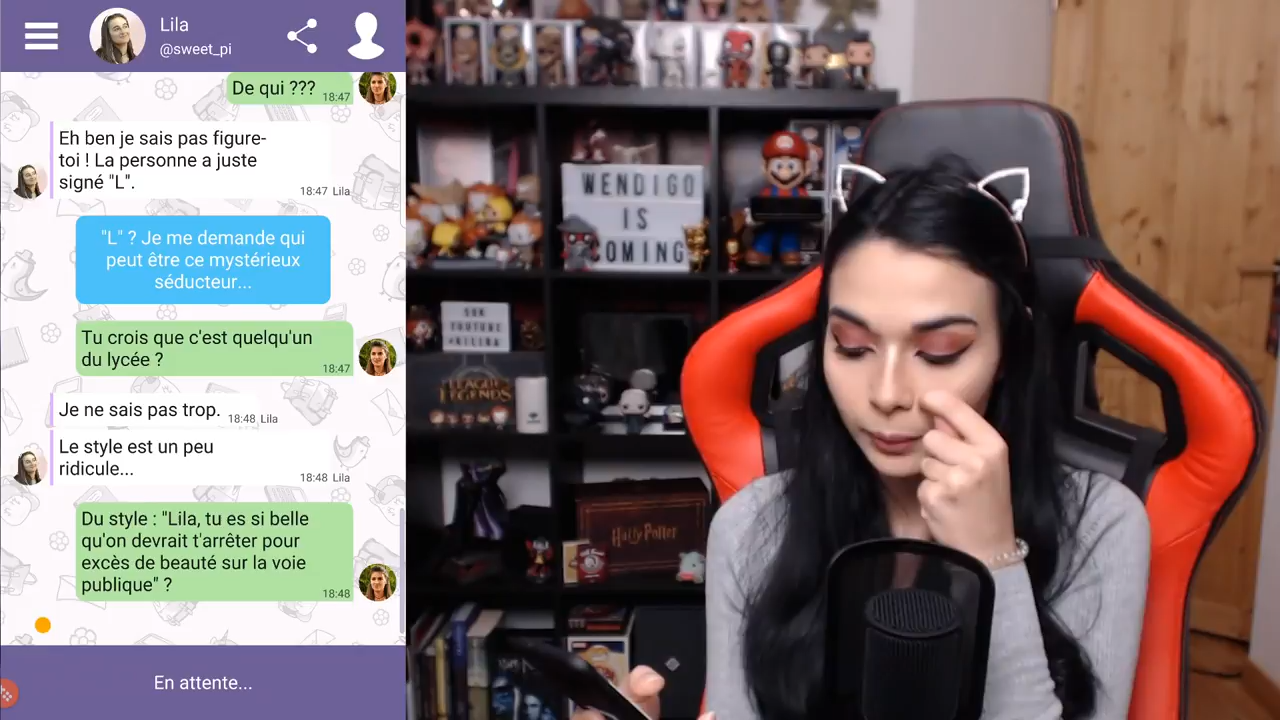 Lila
@sweet_pi
De qui ???
18:47
Eh ben je sais pas figure-
toi ! La personne a juste
signé "L".
18:47 Lila
"L" ? Je me demande qui
peut être ce mystérieux
séducteur...
Tu crois que c'est quelqu'un
du lycée ?
18:47
Je ne sais pas trop.
18:48 Lila
Le style est un peu
ridicule...
18:48 Lila
Du style : "Lila, tu es si belle
qu'on devrait t'arrêter pour
excès de beauté sur la voie
publique" ?
18:48
En attente...
WENDIGO
IS
COMING
SUR
YOUTUBE
LEAGUE OF
LEGENDS
Harry Potter